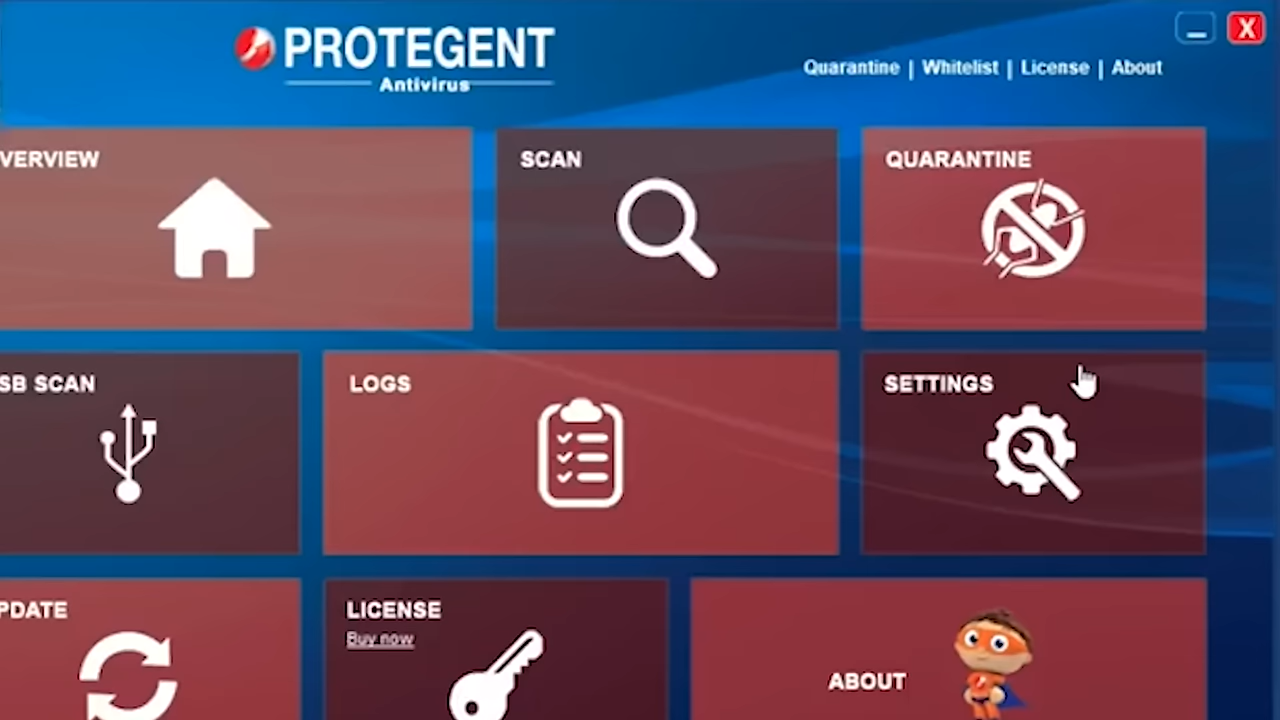 PROTEGENT
Antivirus
Quarantine | Whitelist | License | About
VERVIEW
SCAN
QUARANTINE
SB SCAN
LOGS
SETTINGS
PDATE
LICENSE
Buy now
ABOUT